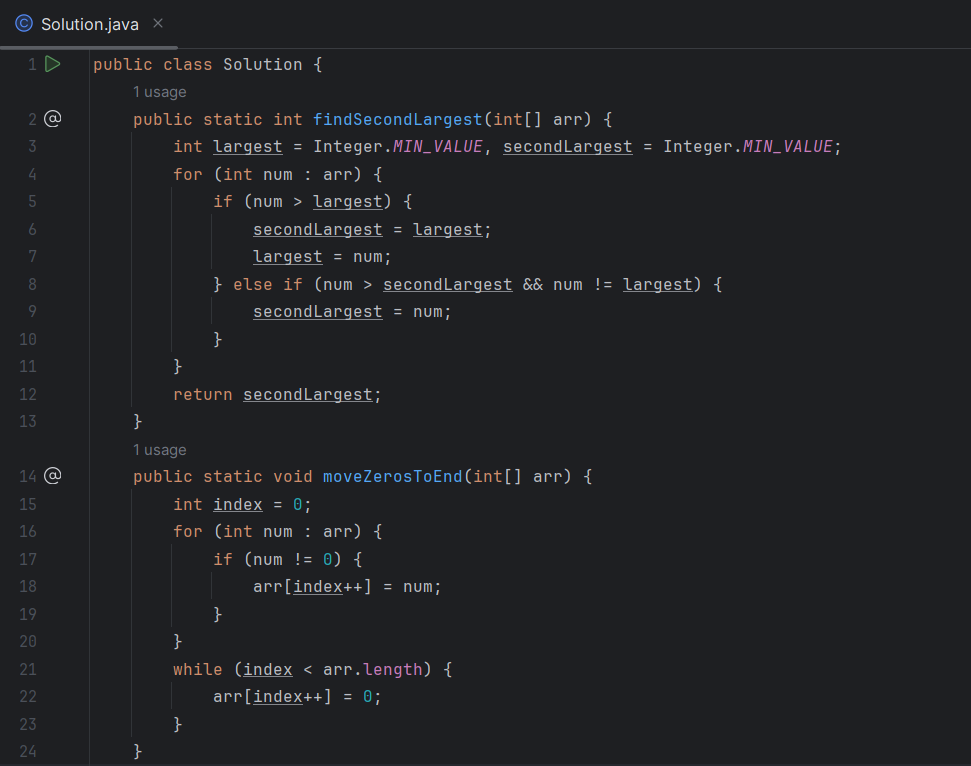 Solution.java
1 public class Solution {
1 usage
2 @ public static int findSecondLargest(int[] arr) {
3 int largest = Integer.MIN_VALUE, secondLargest = Integer.MIN_VALUE;
4 for (int num : arr) {
5 if (num > largest) {
6 secondLargest = largest;
7 largest = num;
8 } else if (num > secondLargest && num != largest) {
9 secondLargest = num;
10 }
11 }
12 return secondLargest;
13 }
1 usage
14 @ public static void moveZerosToEnd(int[] arr) {
15 int index = 0;
16 for (int num : arr) {
17 if (num != 0) {
18 arr[index++] = num;
19 }
20 }
21 while (index < arr.length) {
22 arr[index++] = 0;
23 }
24 }